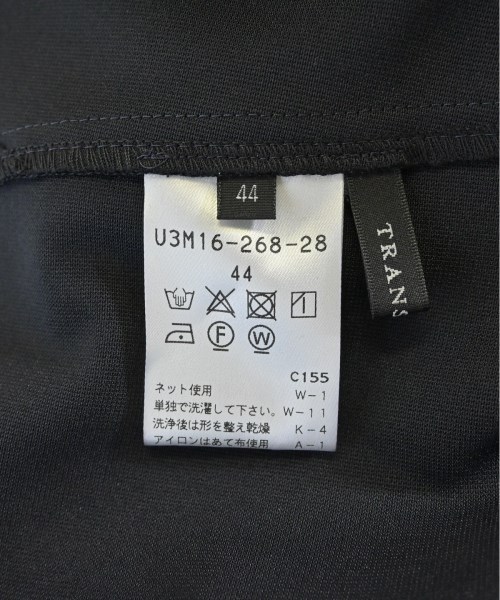 44
U3M16-268-28
44
TRANS
F W
C155
ネット使用 W-1
単独で洗濯して下さい。 W-11
洗浄後は形を整え乾燥 K-4
アイロンはあて布使用 A-1